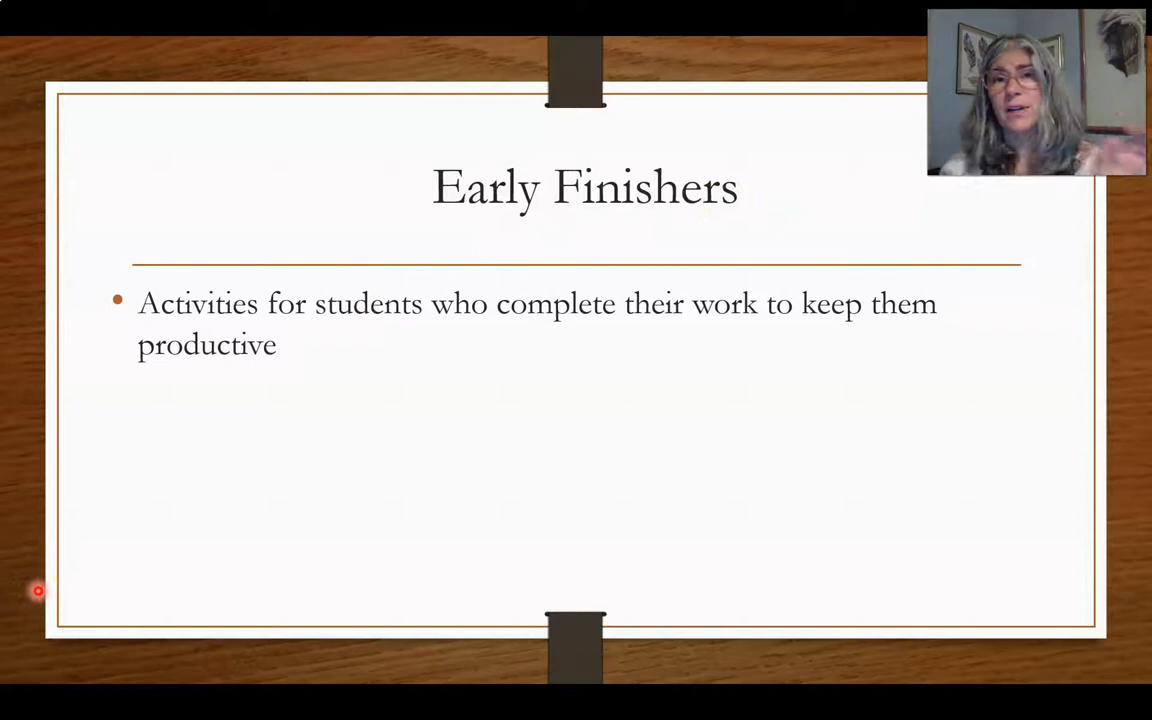 Early Finishers
• Activities for students who complete their work to keep them
productive